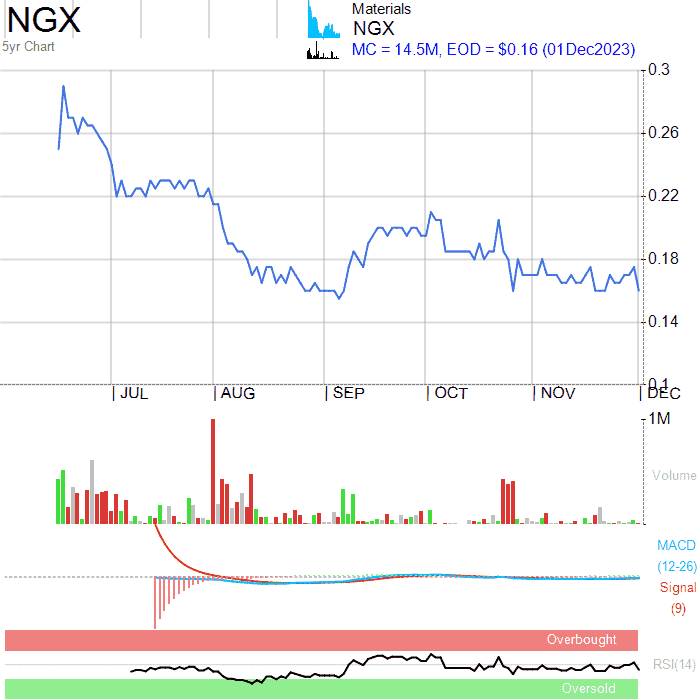 NGX
5yr Chart
Materials
NGX
MC = 14.5M, EOD = $0.16 (01Dec2023)
0.3
0.26
0.22
0.18
0.14
0.1
JUL AUG SEP OCT NOV DEC
1M
Volume
MACD
(12-26)
Signal
(9)
Overbought
RSI(14)
Oversold